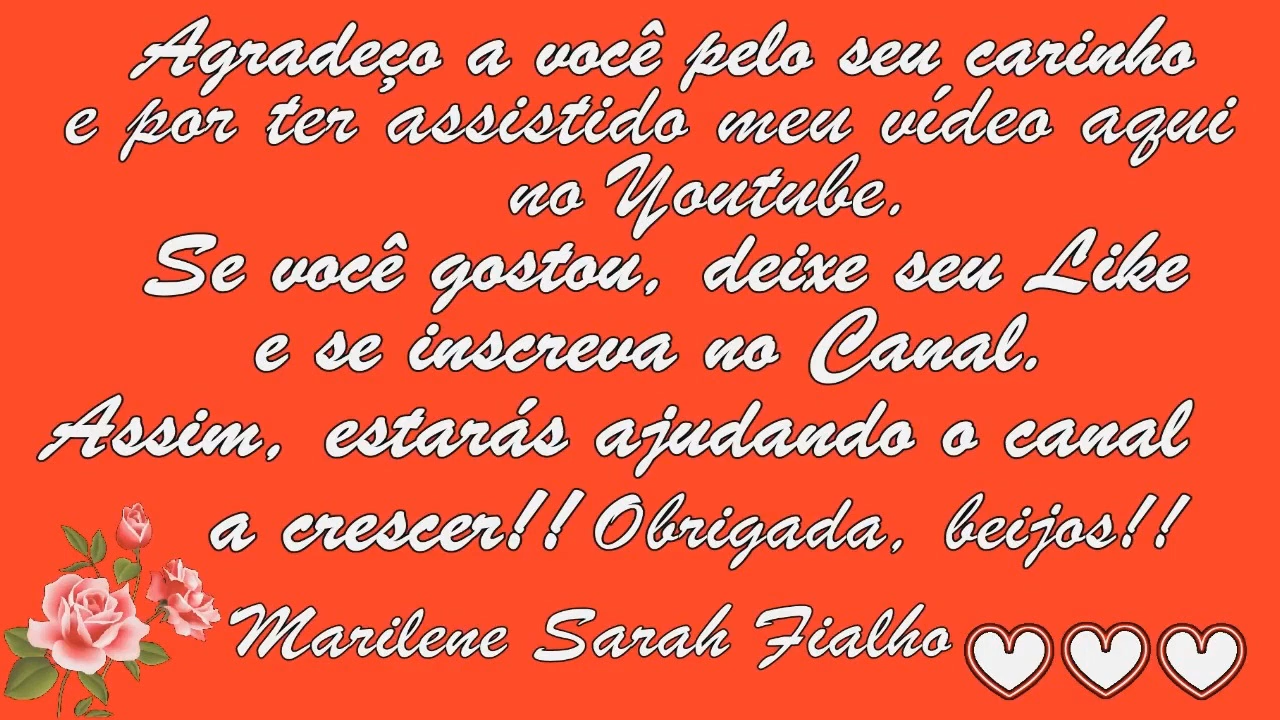 Agradeço a você pelo seu carinho
e por ter assistido meu vídeo aqui
no Youtube.
Se você gostou, deixe seu Like
e se inscreva no Canal.
Assim, estarás ajudando o canal
a crescer!! Obrigada, beijos!!
Marilene Sarah Fialho